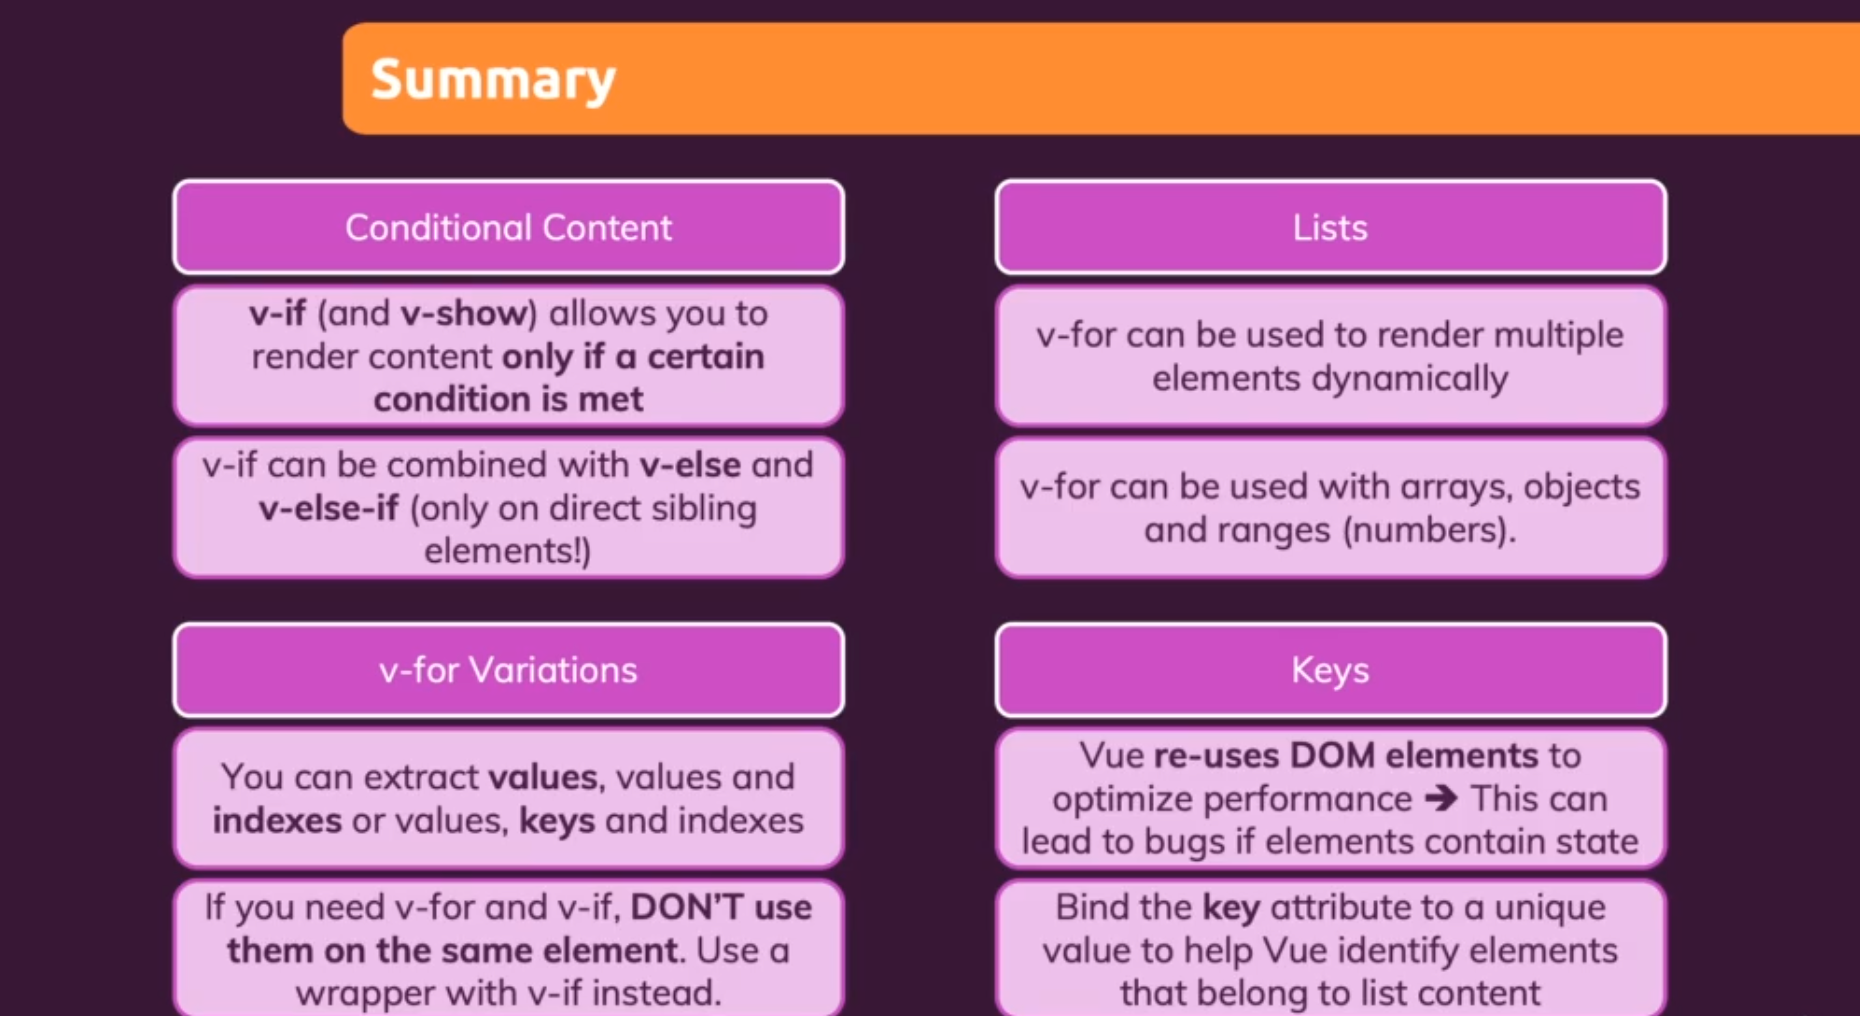 Summary
Conditional Content
v-if (and v-show) allows you to
render content only if a certain
condition is met
v-if can be combined with v-else and
v-else-if (only on direct sibling
elements!)
Lists
v-for can be used to render multiple
elements dynamically
v-for can be used with arrays, objects
and ranges (numbers).
v-for Variations
You can extract values, values and
indexes or values, keys and indexes
If you need v-for and v-if, DON'T use
them on the same element. Use a
wrapper with v-if instead.
Keys
Vue re-uses DOM elements to
optimize performance ➔ This can
lead to bugs if elements contain state
Bind the key attribute to a unique
value to help Vue identify elements
that belong to list content